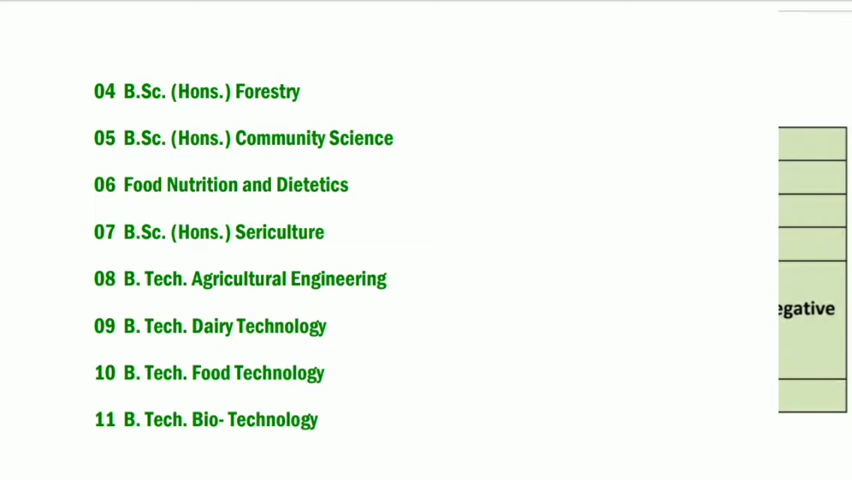 04 B.Sc. (Hons.) Forestry
05 B.Sc. (Hons.) Community Science
06 Food Nutrition and Dietetics
07 B.Sc. (Hons.) Sericulture
08 B. Tech. Agricultural Engineering
egative
09 B. Tech. Dairy Technology
10 B. Tech. Food Technology
11 B. Tech. Bio- Technology